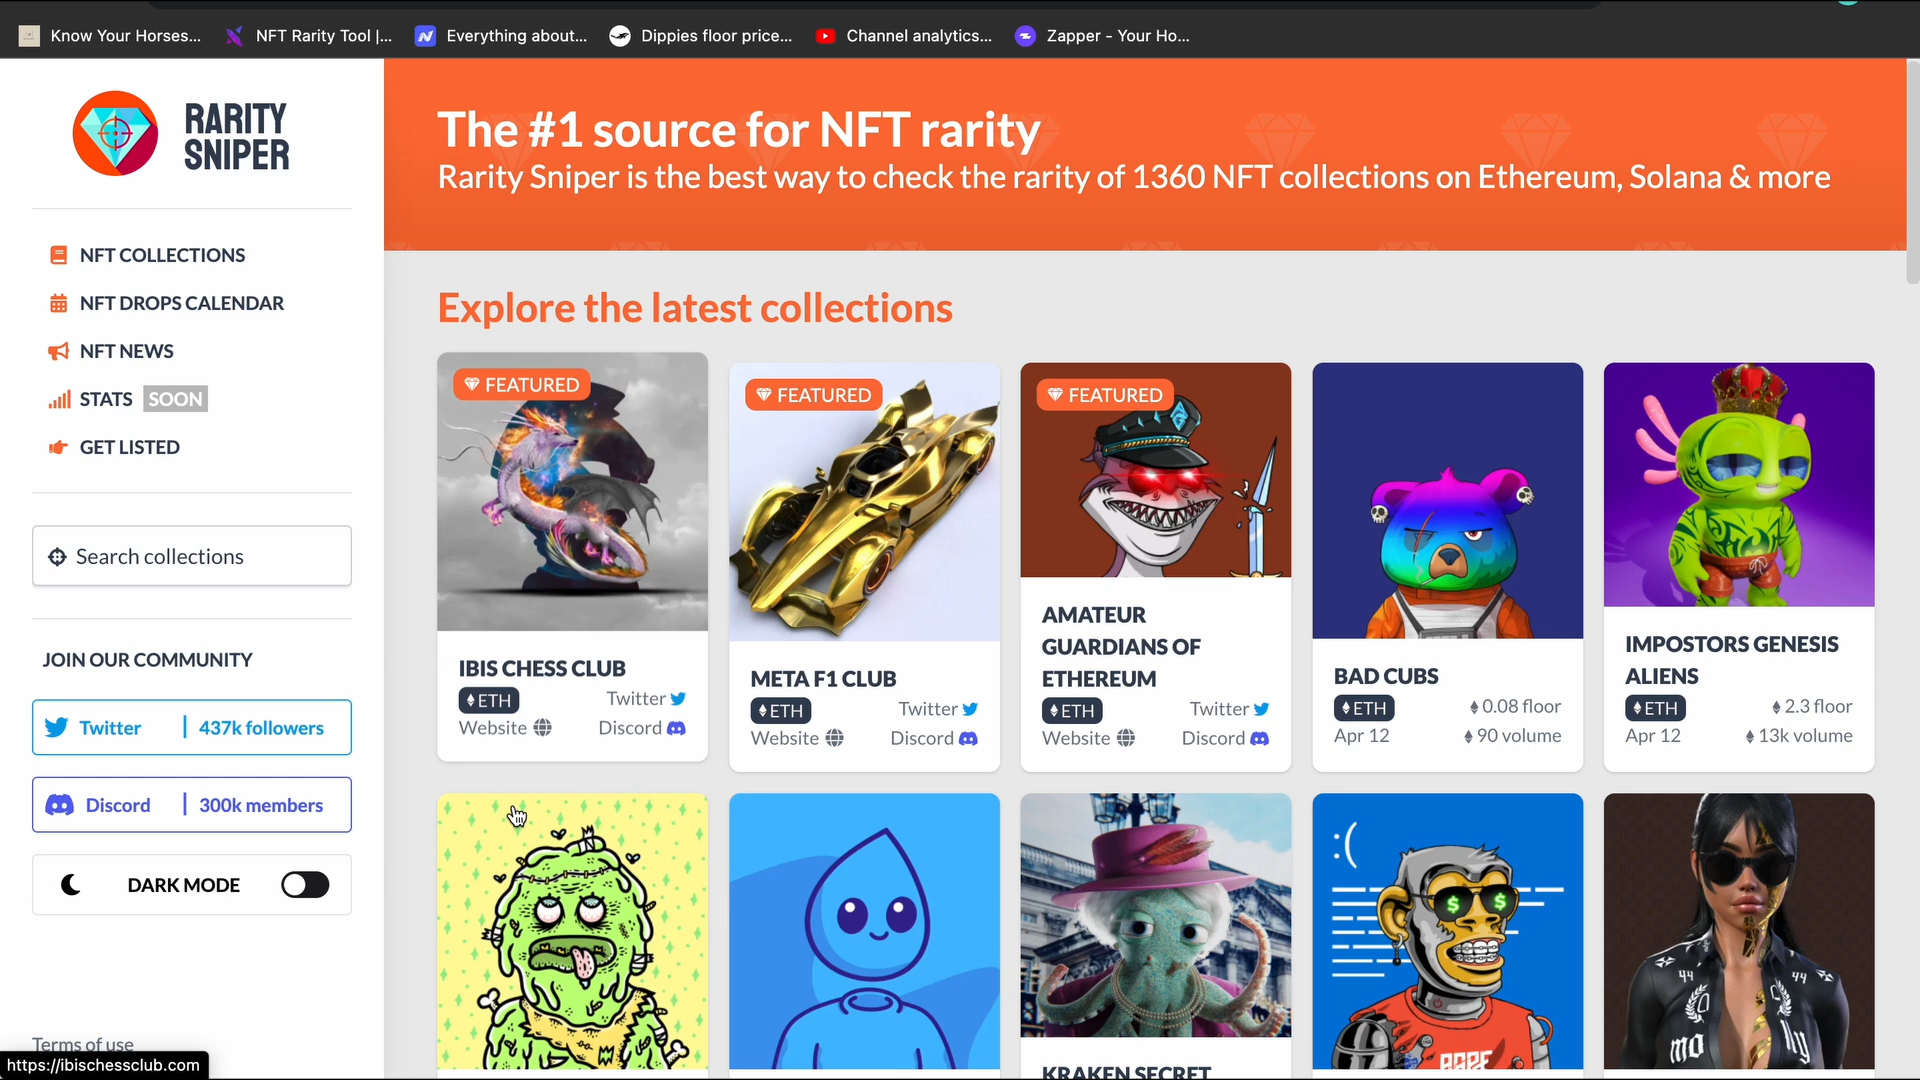 Know Your Horses...
NFT Rarity Tool |...
Everything about...
Dippies floor price...
Channel analytics...
Zapper - Your Ho...
RARITY
SNIPER
The #1 source for NFT rarity
Rarity Sniper is the best way to check the rarity of 1360 NFT collections on Ethereum, Solana & more
NFT COLLECTIONS
NFT DROPS CALENDAR
NFT NEWS
STATS SOON
GET LISTED
Search collections
JOIN OUR COMMUNITY
Twitter | 437k followers
Discord | 300k members
DARK MODE
Terms of use
https://ibischessclub.com
Explore the latest collections
FEATURED
IBIS CHESS CLUB
ETH Twitter
Website Discord
FEATURED
META F1 CLUB
ETH Twitter
Website Discord
FEATURED
AMATEUR
GUARDIANS OF
ETHEREUM
ETH Twitter
Website Discord
BAD CUBS
ETH 0.08 floor
Apr 12 90 volume
IMPOSTORS GENESIS
ALIENS
ETH 2.3 floor
Apr 12 13k volume
KRAKEN SECRET
:(
$ $
44 44